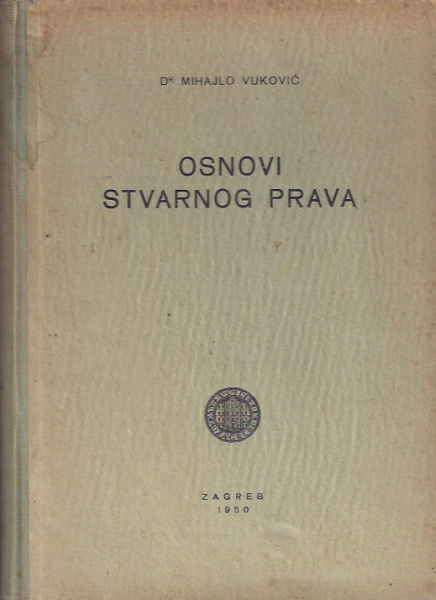 Dr. MIHAJLO VUKOVIĆ
OSNOVI
STVARNOG PRAVA
ZAGREB
1950